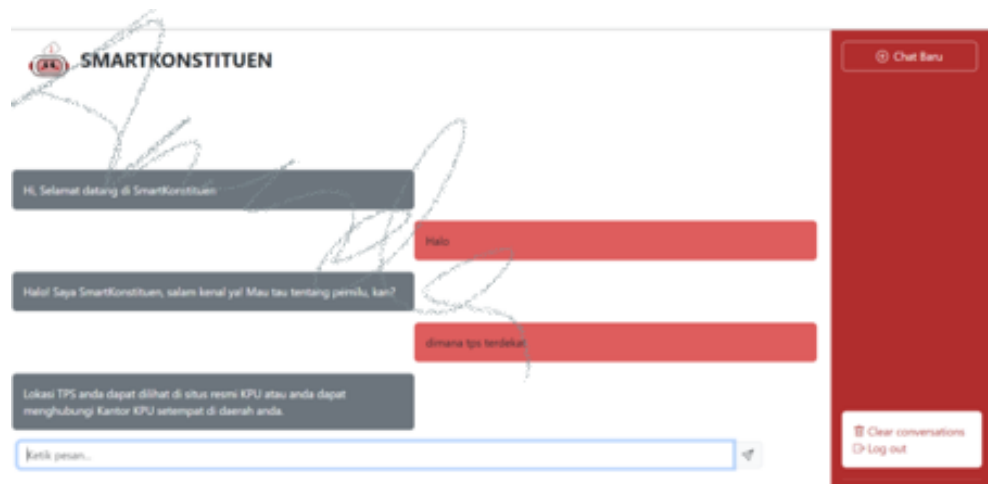 SMARTKONSTITUEN
Chat Baru
Hi, Selamat datang di SmartKonstituen
Halo
Halo! Saya SmartKonstituen, salam kenal ya! Mau tau tentang pemilu, kan?
dimana tps terdekat
Lokasi TPS anda dapat dilihat di situs resmi KPU atau anda dapat
menghubungi Kantor KPU setempat di daerah anda.
Ketik pesan...
Clear conversations
Log out